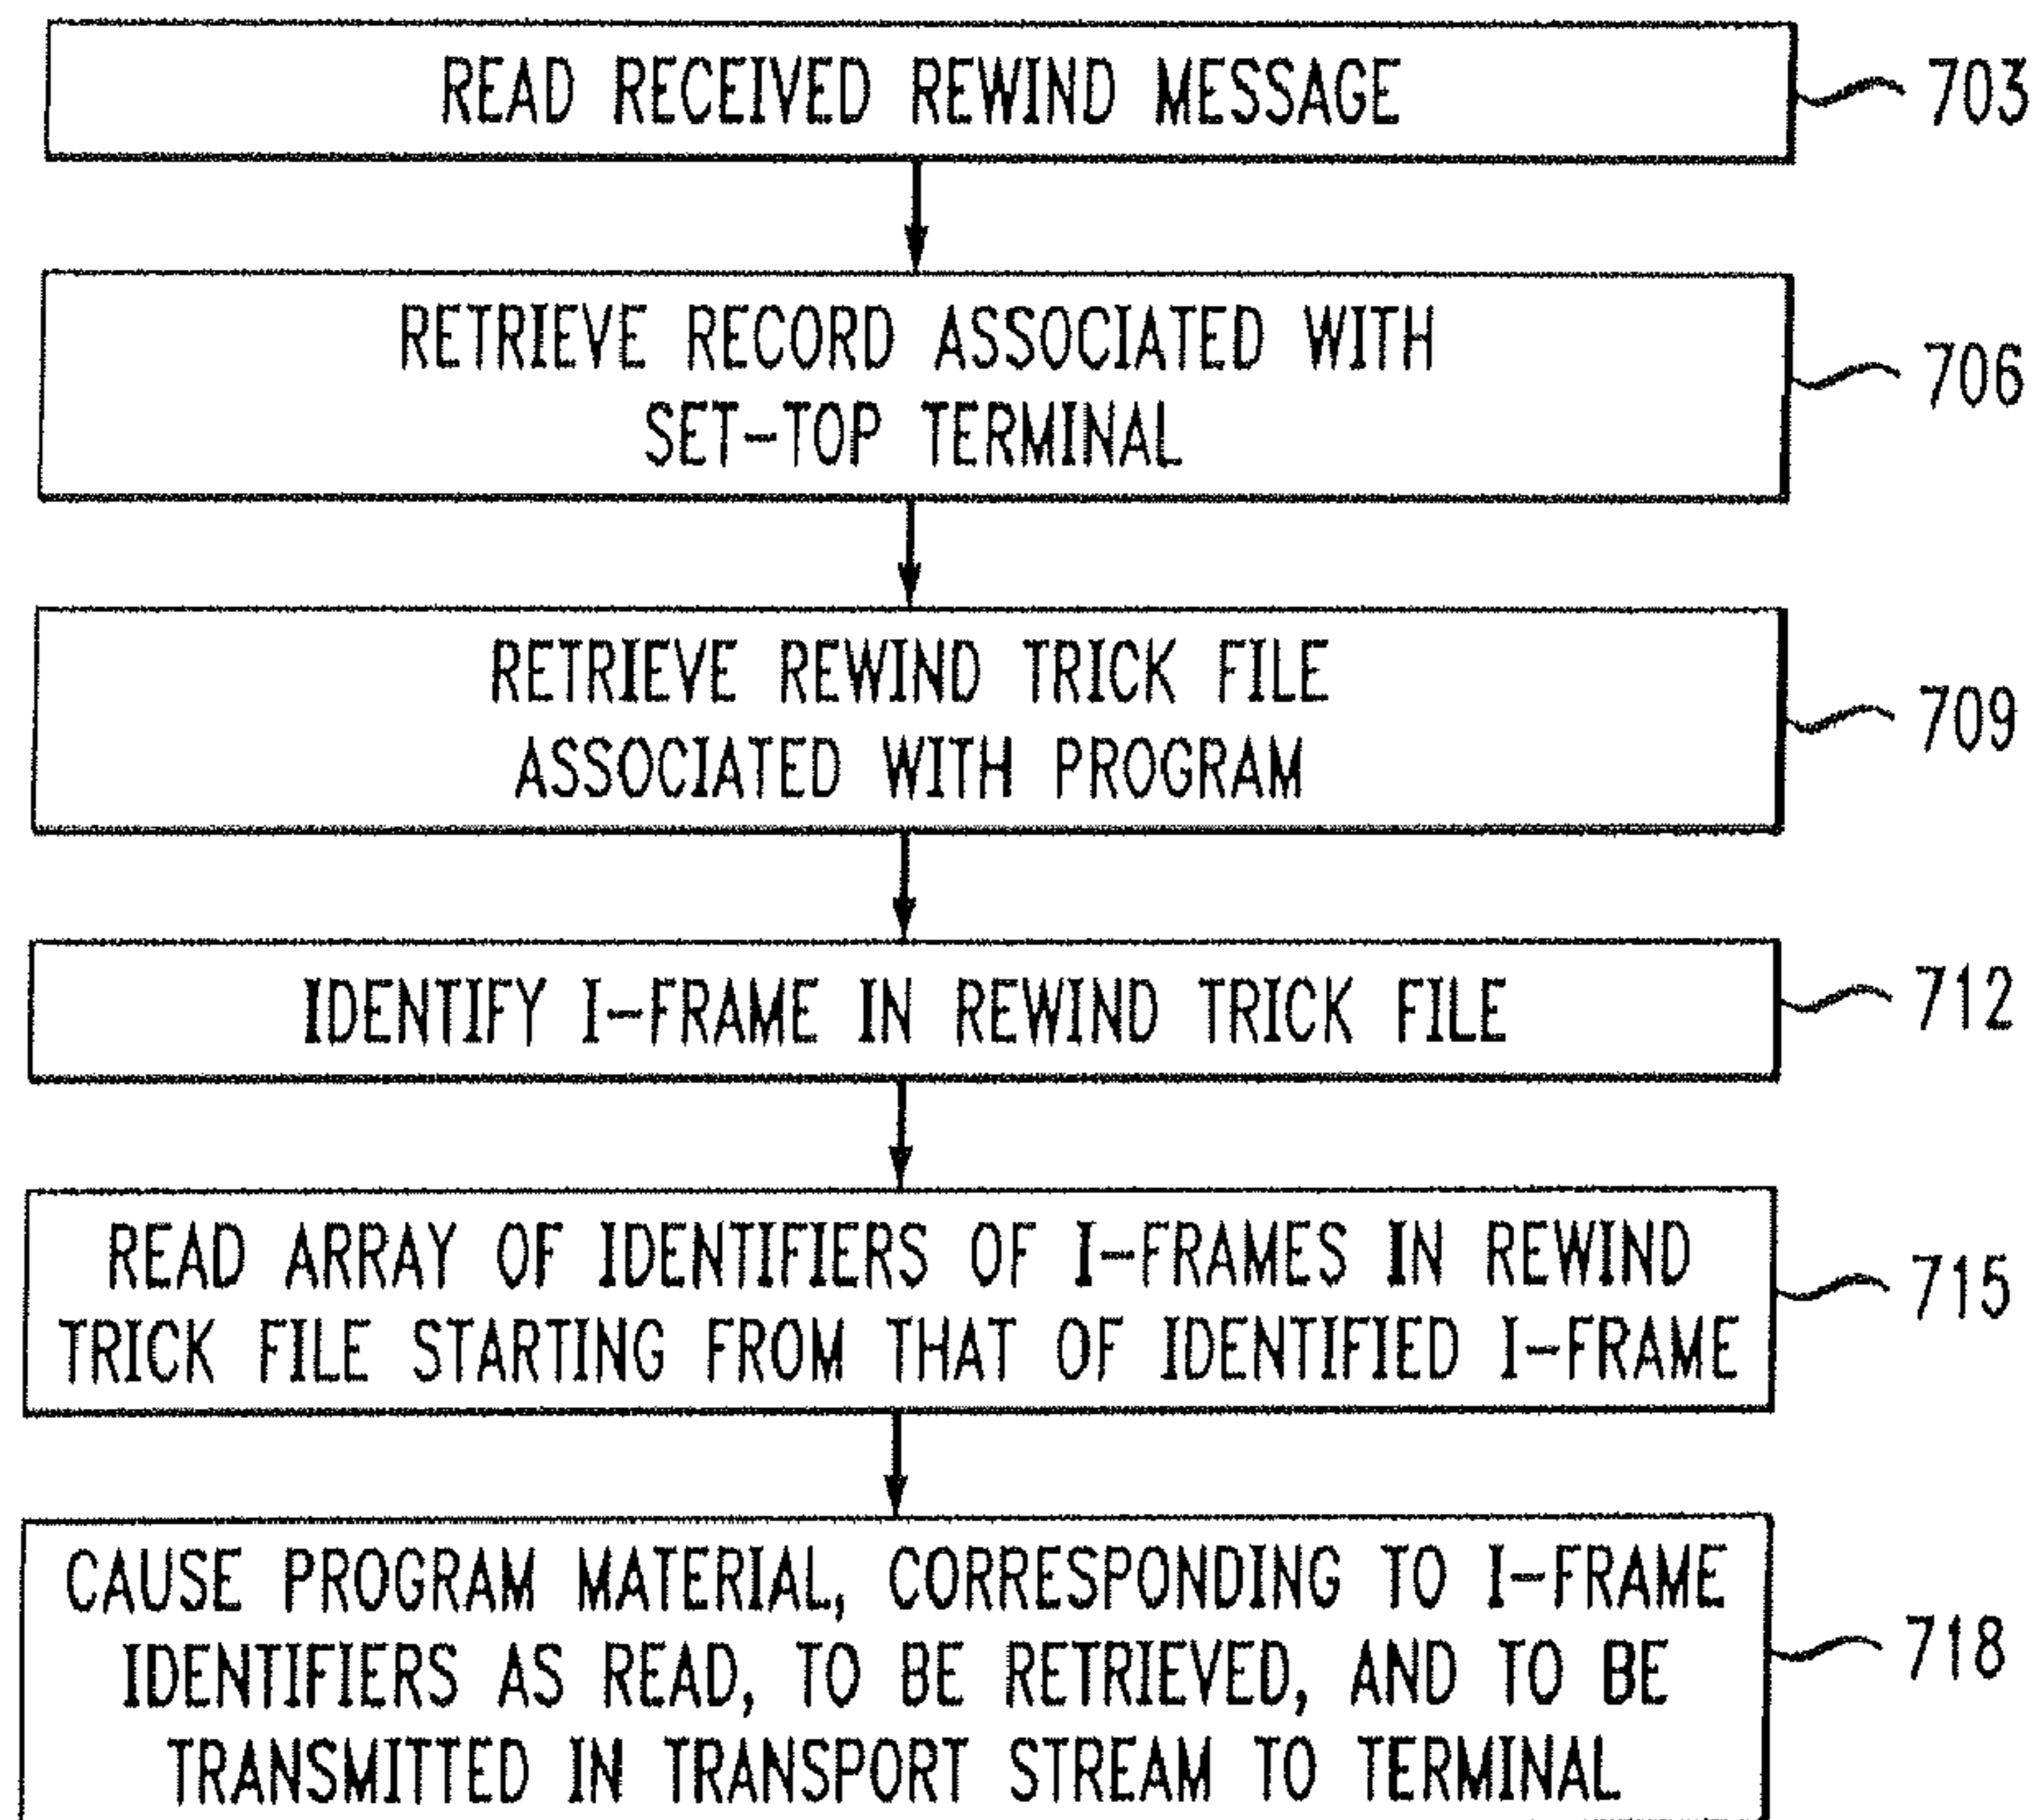 READ RECEIVED REWIND MESSAGE
703
RETRIEVE RECORD ASSOCIATED WITH
SET-TOP TERMINAL
706
RETRIEVE REWIND TRICK FILE
ASSOCIATED WITH PROGRAM
709
IDENTIFY I-FRAME IN REWIND TRICK FILE
712
READ ARRAY OF IDENTIFIERS OF I-FRAMES IN REWIND
TRICK FILE STARTING FROM THAT OF IDENTIFIED I-FRAME
715
CAUSE PROGRAM MATERIAL, CORRESPONDING TO I-FRAME
IDENTIFIERS AS READ, TO BE RETRIEVED, AND TO BE
TRANSMITTED IN TRANSPORT STREAM TO TERMINAL
718